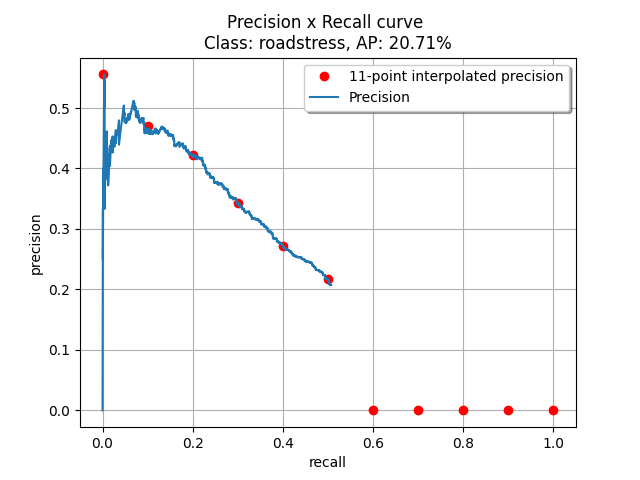 Precision x Recall curve
Class: roadstress, AP: 20.71%
11-point interpolated precision
Precision
precision
0.5
0.4
0.3
0.2
0.1
0.0
0.0 0.2 0.4 0.6 0.8 1.0
recall